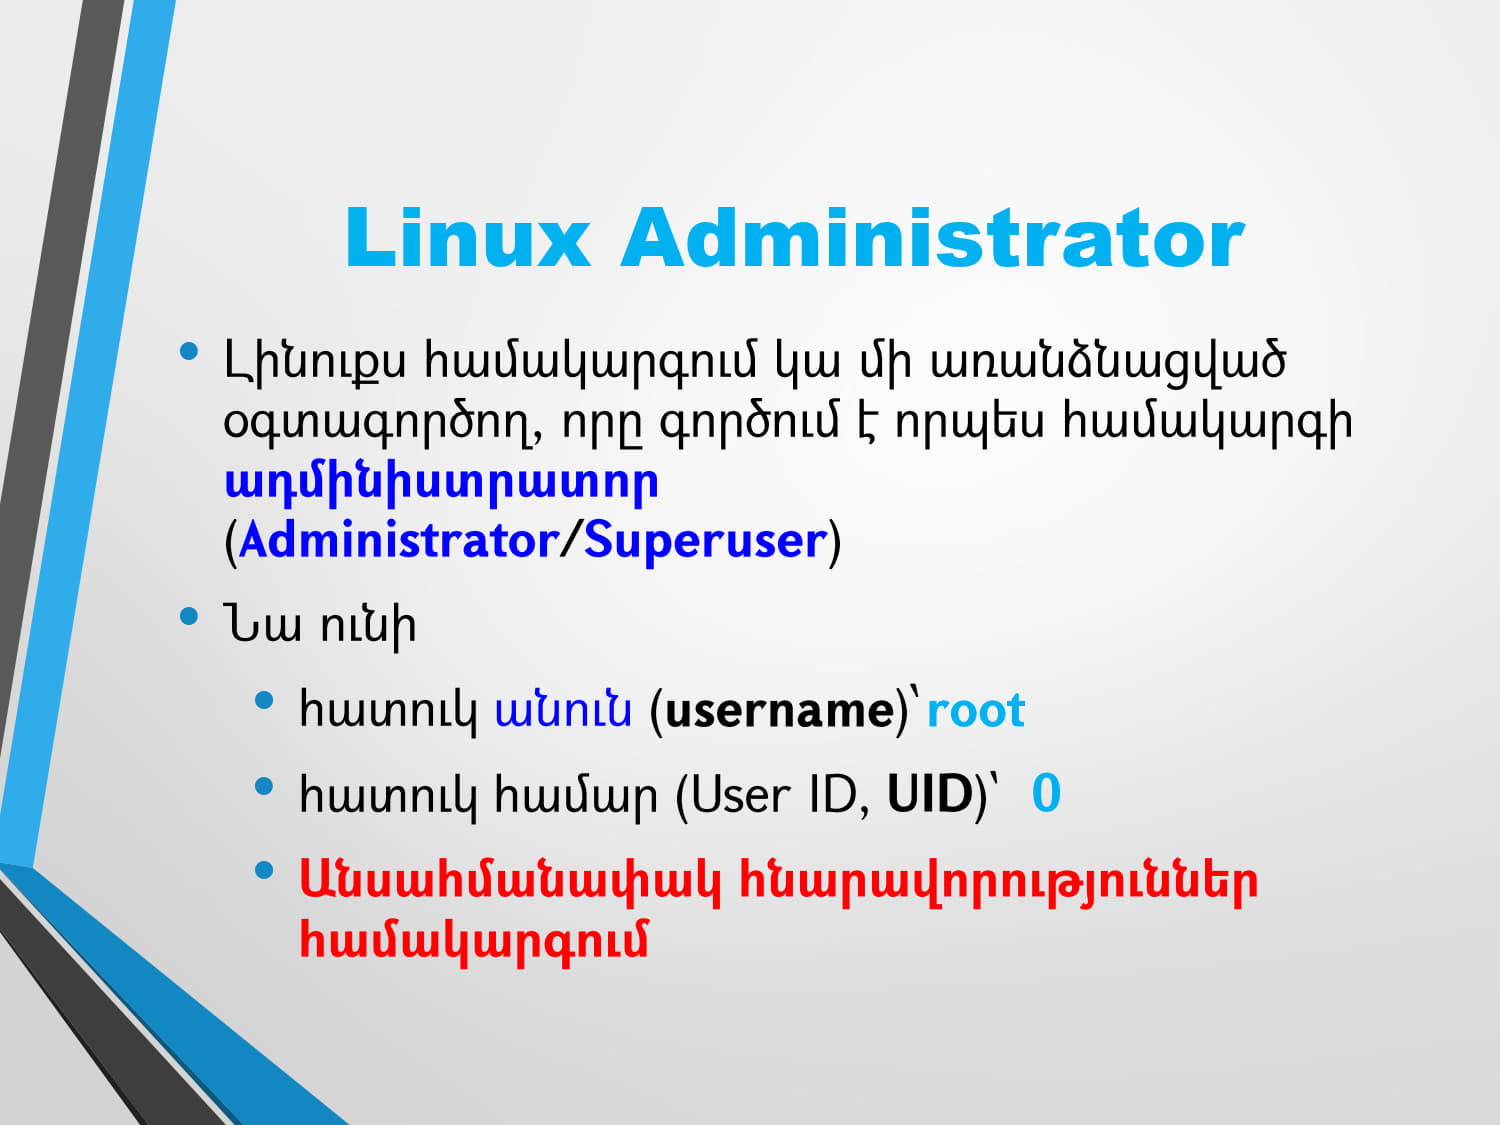 Linux Administrator
• Լինուքս համակարգում կա մի առանձնացված
օգտագործող, որը գործում է որպես համակարգի
ադմինիստրատոր
(Administrator/Superuser)
• Նա ունի
• հատուկ անուն (username)՝ root
• հատուկ համար (User ID, UID)՝ 0
• Անսահմանափակ հնարավորություններ
համակարգում